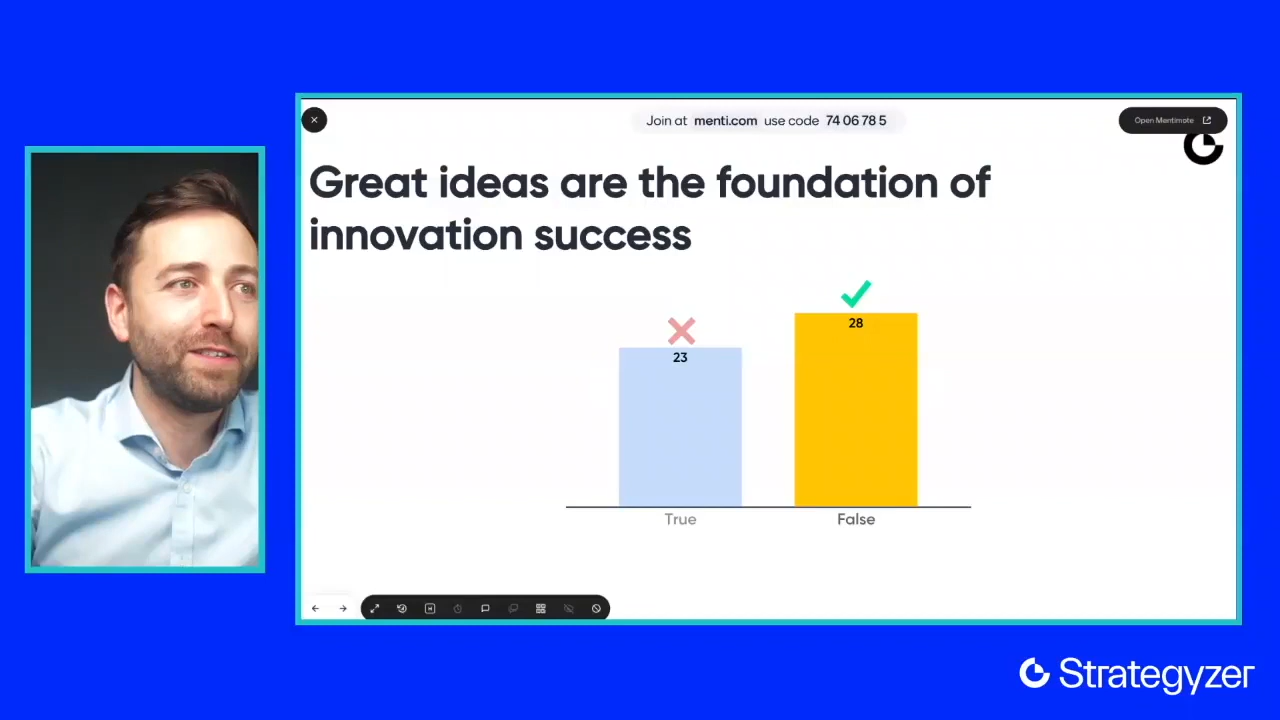 Join at menti.com use code 74 06 78 5
Open Mentimote
Great ideas are the foundation of
innovation success
28
23
True
False
Strategyzer